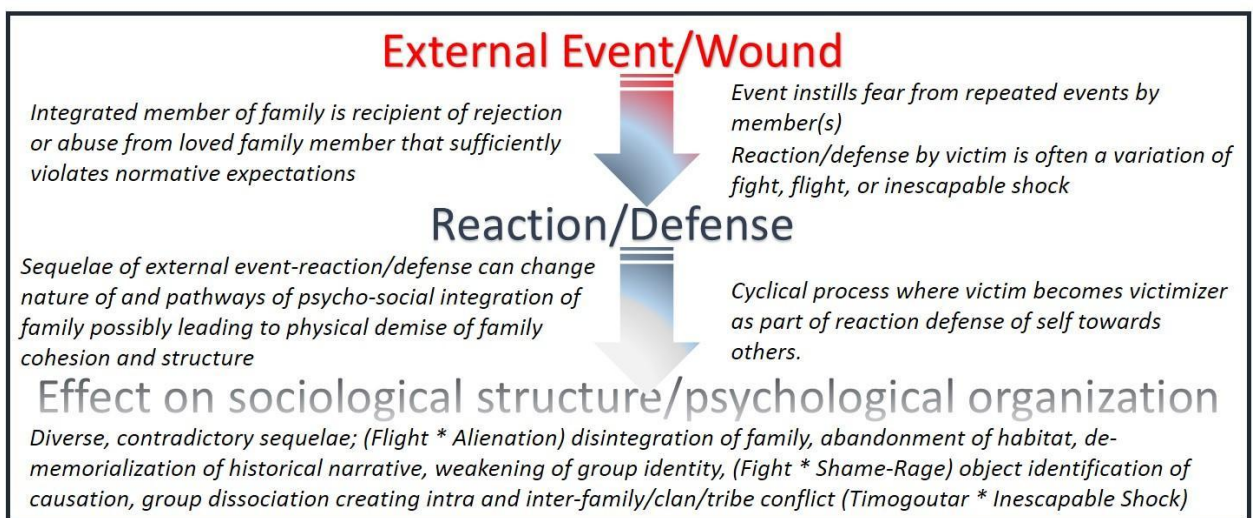 External Event/Wound
Integrated member of family is recipient of rejection
or abuse from loved family member that sufficiently
violates normative expectations
Event instills fear from repeated events by
member(s)
Reaction/defense by victim is often a variation of
fight, flight, or inescapable shock
Reaction/Defense
Sequelae of external event-reaction/defense can change
nature of and pathways of psycho-social integration of
family possibly leading to physical demise of family
cohesion and structure
Cyclical process where victim becomes victimizer
as part of reaction defense of self towards
others.
Effect on sociological structure/psychological organization
Diverse, contradictory sequelae; (Flight * Alienation) disintegration of family, abandonment of habitat, de-
memorialization of historical narrative, weakening of group identity, (Fight * Shame-Rage) object identification of
causation, group dissociation creating intra and inter-family/clan/tribe conflict (Timogoutar * Inescapable Shock)